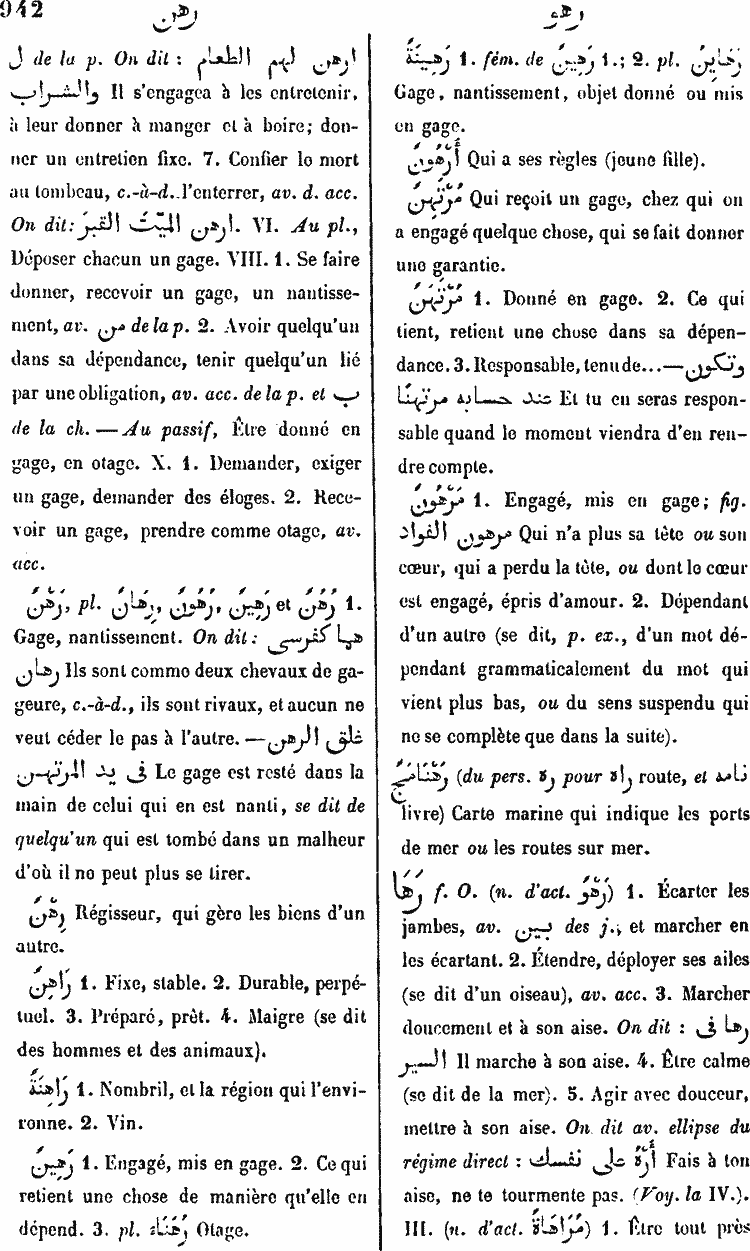 942
رهن
رهو
ل de la p. On dit : ارهن لهم الطعام
والشراب Il s'engagea à les entretenir,
à leur donner à manger et à boire; don-
ner un entretien fixe. 7. Confier le mort
au tombeau, c.-à-d. l'enterrer, av. d. acc.
On dit: ارهن الميّتَ القبرَ. VI. Au pl.,
Déposer chacun un gage. VIII. 1. Se faire
donner, recevoir un gage, un nantisse-
ment, av. من de la p. 2. Avoir quelqu'un
dans sa dépendance, tenir quelqu'un lié
par une obligation, av. acc. de la p. et ب
de la ch. — Au passif, Être donné en
gage, en otage. X. 1. Demander, exiger
un gage, demander des éloges. 2. Rece-
voir un gage, prendre comme otage, av.
acc.
رَهْنٌ, pl. رِهَانٌ, رُهُونٌ, رَهِينٌ et رُهُنٌ 1.
Gage, nantissement. On dit : هما كفرسى
رهان Ils sont comme deux chevaux de ga-
geure, c.-à-d., ils sont rivaux, et aucun ne
veut céder le pas à l'autre. — غلق الرهن
فى يد المرتهن Le gage est resté dans la
main de celui qui en est nanti, se dit de
quelqu'un qui est tombé dans un malheur
d'où il ne peut plus se tirer.
رِهْنٌ Régisseur, qui gère les biens d'un
autre.
رَاهِنٌ 1. Fixe, stable. 2. Durable, perpé-
tuel. 3. Préparé, prêt. 4. Maigre (se dit
des hommes et des animaux).
رَاهِنَةٌ 1. Nombril, et la région qui l'envi-
ronne. 2. Vin.
رَهِينٌ 1. Engagé, mis en gage. 2. Ce qui
retient une chose de manière qu'elle en
dépend. 3. pl. رُهَنَاءُ Otage.
رَهِينَةٌ 1. fém. de رَهِينٌ 1.; 2. pl. رَهَاينُ
Gage, nantissement, objet donné ou mis
en gage.
أُرْهُونٌ Qui a ses règles (jeune fille).
مُرْتَهِنٌ Qui reçoit un gage, chez qui on
a engagé quelque chose, qui se fait donner
une garantie.
مُرْتَهَنٌ 1. Donné en gage. 2. Ce qui
tient, retient une chose dans sa dépen-
dance. 3. Responsable, tenu de... — وتكون
عند حسابه مرتهنا Et tu en seras respon-
sable quand le moment viendra d'en ren-
dre compte.
مَرْهُونٌ 1. Engagé, mis en gage; fig.
مرهون الفواد Qui n'a plus sa tête ou son
cœur, qui a perdu la tête, ou dont le cœur
est engagé, épris d'amour. 2. Dépendant
d'un autre (se dit, p. ex., d'un mot dé-
pendant grammaticalement du mot qui
vient plus bas, ou du sens suspendu qui
ne se complète que dans la suite).
رَهْنَامَجٌ (du pers. ره pour راه route, et نامه
livre) Carte marine qui indique les ports
de mer ou les routes sur mer.
رَهَا f. O. (n. d'act. رَهْوٌ) 1. Écarter les
jambes, av. بين des j., et marcher en
les écartant. 2. Étendre, déployer ses ailes
(se dit d'un oiseau), av. acc. 3. Marcher
doucement et à son aise. On dit : رها فى
السير Il marche à son aise. 4. Être calme
(se dit de la mer). 5. Agir avec douceur,
mettre à son aise. On dit av. ellipse du
régime direct : أَرْهِ على نفسك Fais à ton
aise, ne te tourmente pas. (Voy. la IV.).
III. (n. d'act. مُرَاهَاةٌ) 1. Être tout près